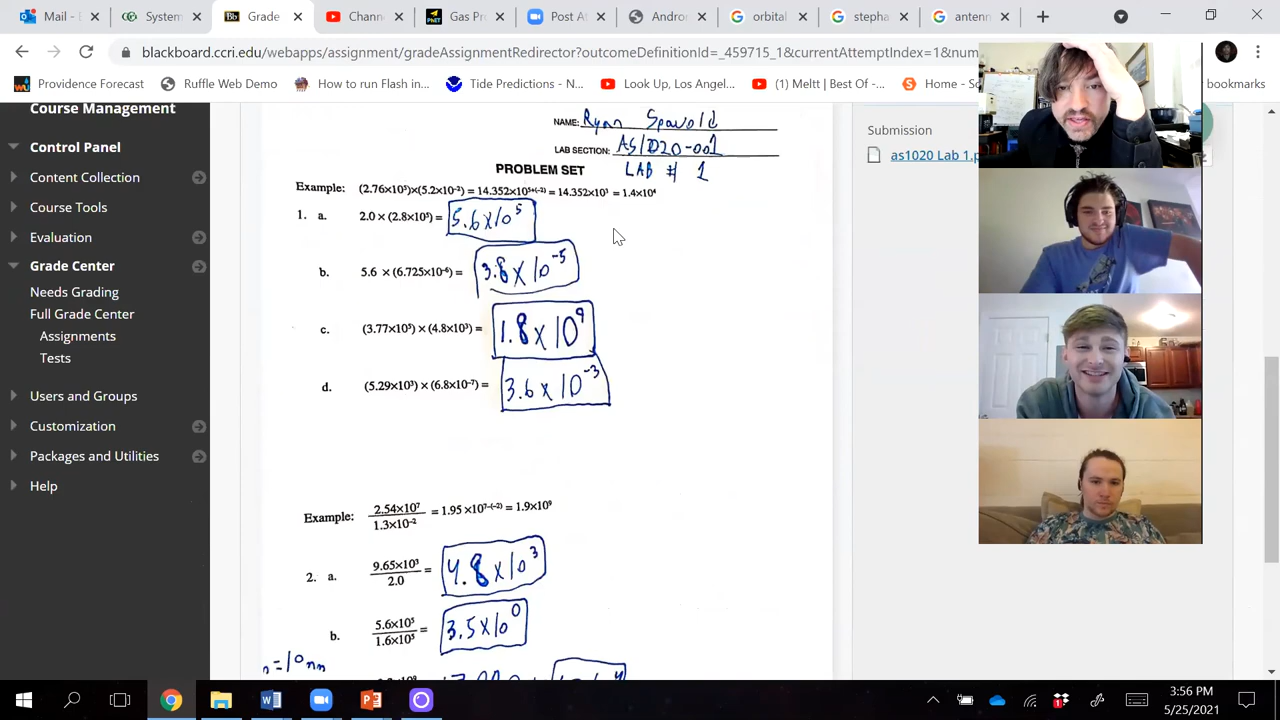 Mail - E
System
Grade
Chann
Gas Pr
Post At
Andro
orbital
stepha
antenn
blackboard.ccri.edu/webapps/assignment/gradeAssignmentRedirector?outcomeDefinitionId=_459715_1&currentAttemptIndex=1&num
Providence Forecast
Ruffle Web Demo
How to run Flash in...
Tide Predictions - N...
Look Up, Los Angel...
(1) Meltt | Best Of -...
Home - S
bookmarks
Course Management
Control Panel
Content Collection
Course Tools
Evaluation
Grade Center
Needs Grading
Full Grade Center
Assignments
Tests
Users and Groups
Customization
Packages and Utilities
Help
NAME: Ryan
LAB SECTION: AS1020-001
PROBLEM SET LAB # 1
Example: (2.76×10⁵)×(5.2×10⁻²) = 14.352×10⁵⁺⁽⁻²⁾ = 14.352×10³ = 1.4×10⁴
1. a. 2.0 × (2.8×10⁵) = 5.6×10⁵
b. 5.6 × (6.725×10⁻⁶) = 3.8 × 10⁻⁵
c. (3.77×10⁵) × (4.8×10³) = 1.8 × 10⁹
d. (5.29×10³) × (6.8×10⁻⁷) = 3.6 × 10⁻³
Example: 2.54×10⁷ / 1.3×10⁻² = 1.95 ×10⁷⁻⁽⁻²⁾ = 1.9×10⁹
2. a. 9.65×10³ / 2.0 = 4.8 ×10³
b. 5.6×10⁵ / 1.6×10⁵ = 3.5×10⁰
=10nm
Submission
as1020 Lab 1.p
3:56 PM
5/25/2021